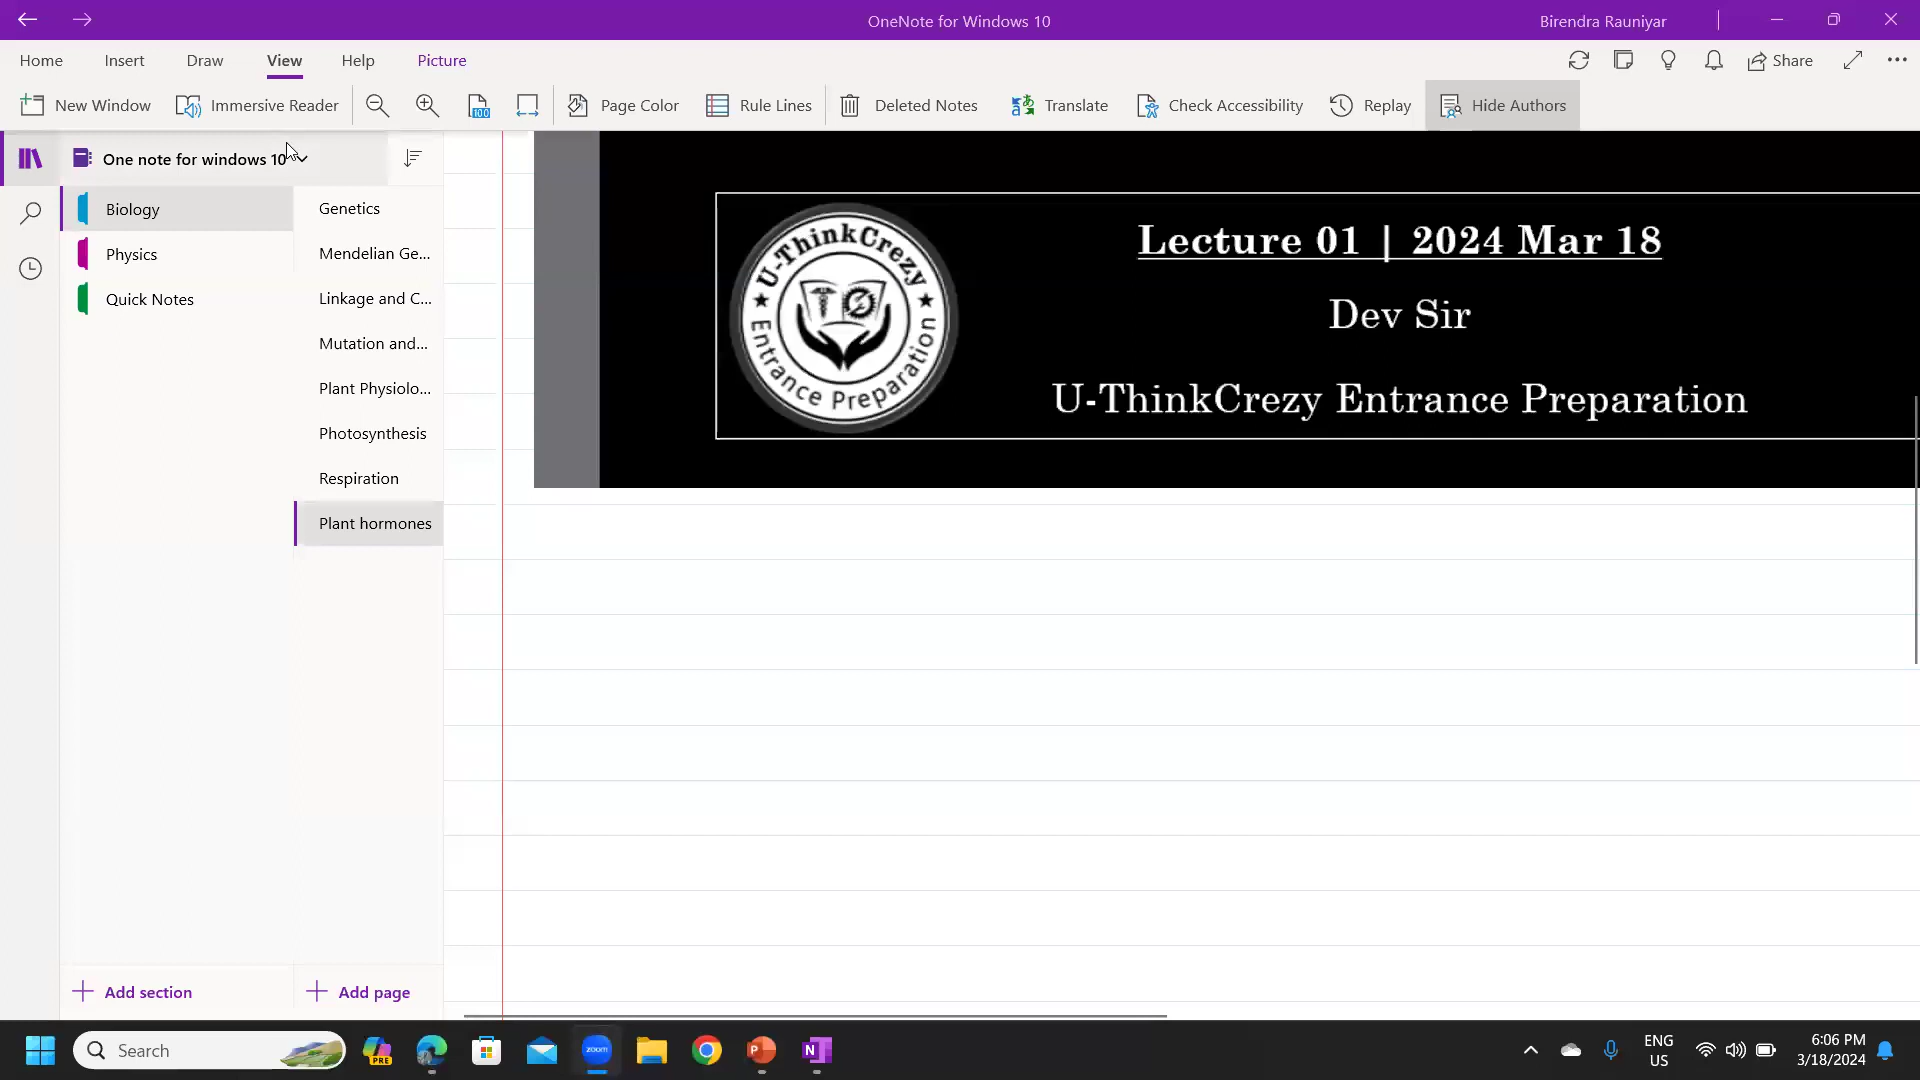 OneNote for Windows 10
Birendra Rauniyar
Home Insert Draw View Help Picture
Share
New Window Immersive Reader 100 Page Color Rule Lines Deleted Notes Translate Check Accessibility Replay Hide Authors
One note for windows 10
Biology
Physics
Quick Notes
Genetics
Mendelian Ge...
Linkage and C...
Mutation and...
Plant Physiolo...
Photosynthesis
Respiration
Plant hormones
U-ThinkCrezy
Entrance Preparation
Lecture 01 | 2024 Mar 18
Dev Sir
U-ThinkCrezy Entrance Preparation
Add section
Add page
Search
PRE
zoom
P
N
ENG
US
6:06 PM
3/18/2024